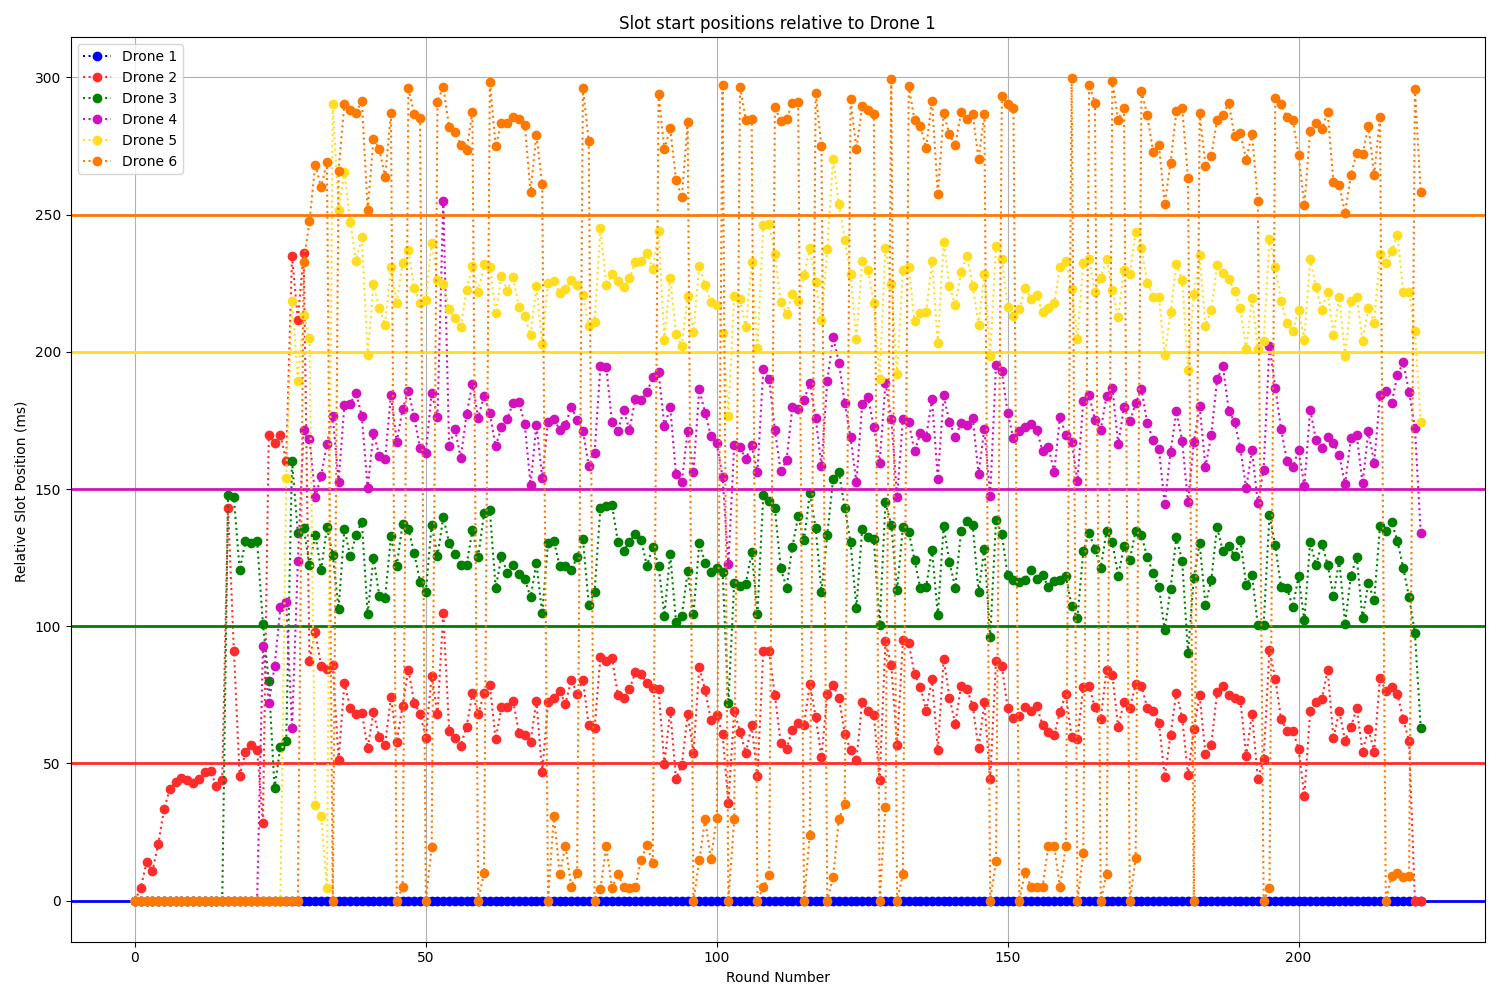 Slot start positions relative to Drone 1
Drone 1
Drone 2
Drone 3
Drone 4
Drone 5
Drone 6
Relative Slot Position (ms)
300
250
200
150
100
50
0
0 50 100 150 200
Round Number